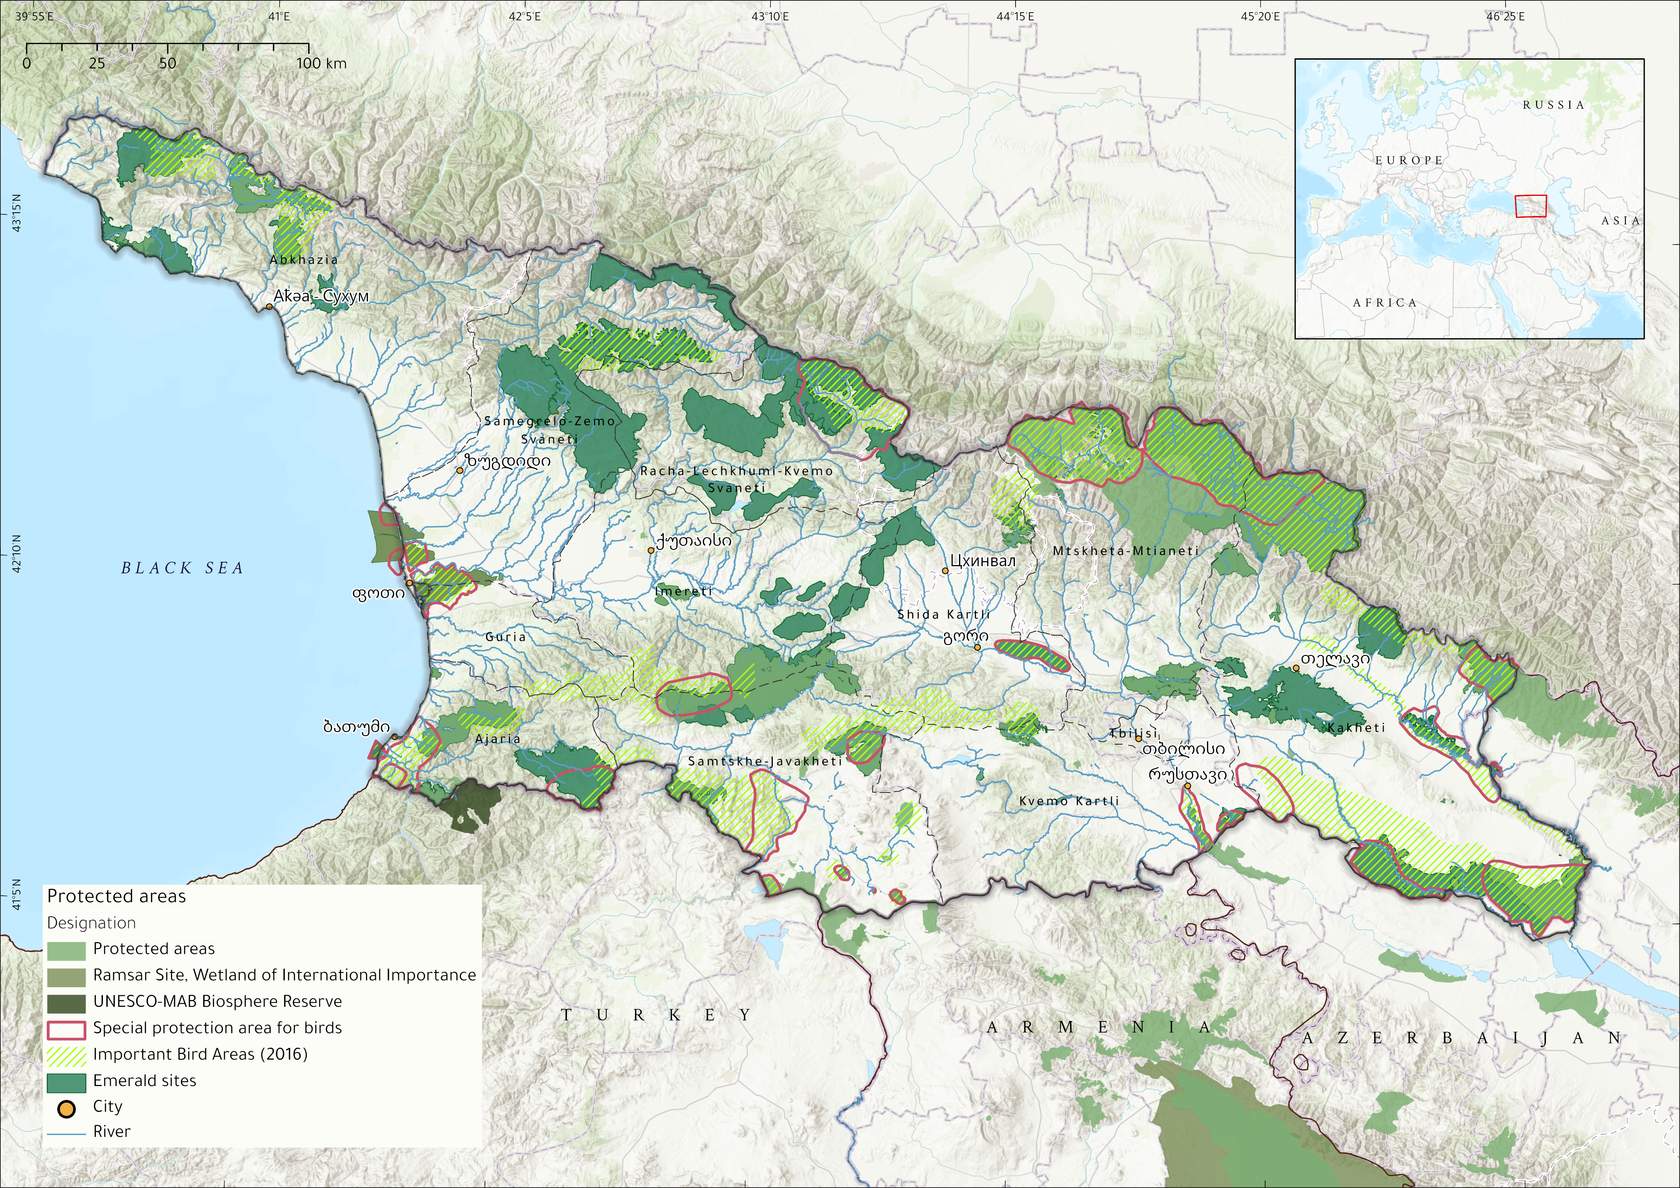 39°55'E
41°E
42°5'E
43°10'E
44°15'E
45°20'E
46°25'E
0
25
50
100 km
43°15'N
42°10'N
41°5'N
RUSSIA
EUROPE
ASIA
AFRICA
Abkhazia
Аҟәа - Сухум
Samegrelo-Zemo
Svaneti
ზუგდიდი
Racha-Lechkhumi-Kvemo
Svaneti
ქუთაისი
Цхинвал
Mtskheta-Mtianeti
BLACK SEA
ფოთი
Imereti
Shida Kartli
გორი
Guria
თელავი
ბათუმი
Ajaria
Kakheti
Tbilisi
თბილისი
Samtskhe-Javakheti
რუსთავი
Kvemo Kartli
TURKEY
ARMENIA
AZERBAIJAN
Protected areas
Designation
Protected areas
Ramsar Site, Wetland of International Importance
UNESCO-MAB Biosphere Reserve
Special protection area for birds
Important Bird Areas (2016)
Emerald sites
City
River